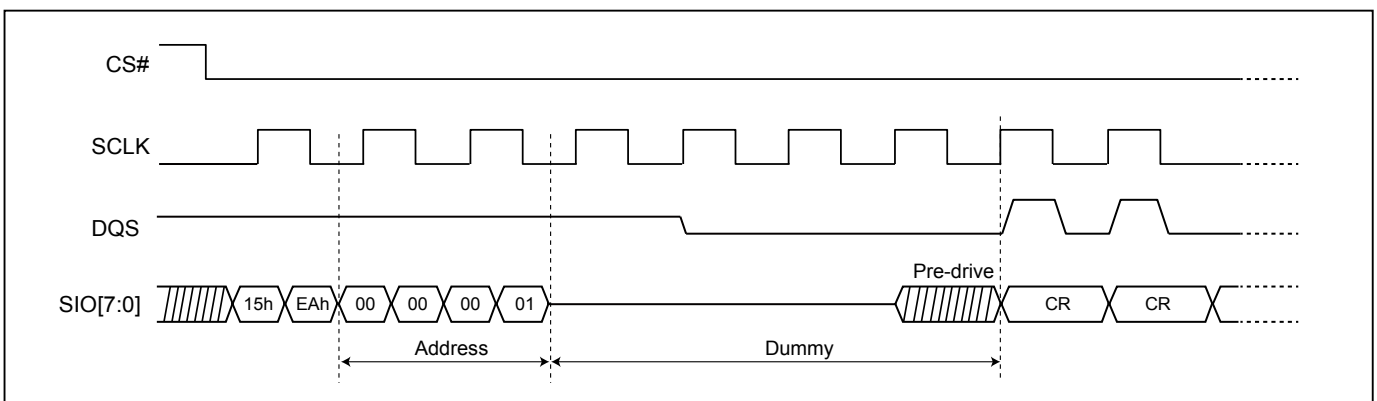 CS#
SCLK
DQS
Pre-drive
SIO[7:0] 15h EAh 00 00 00 01 CR CR
Address Dummy